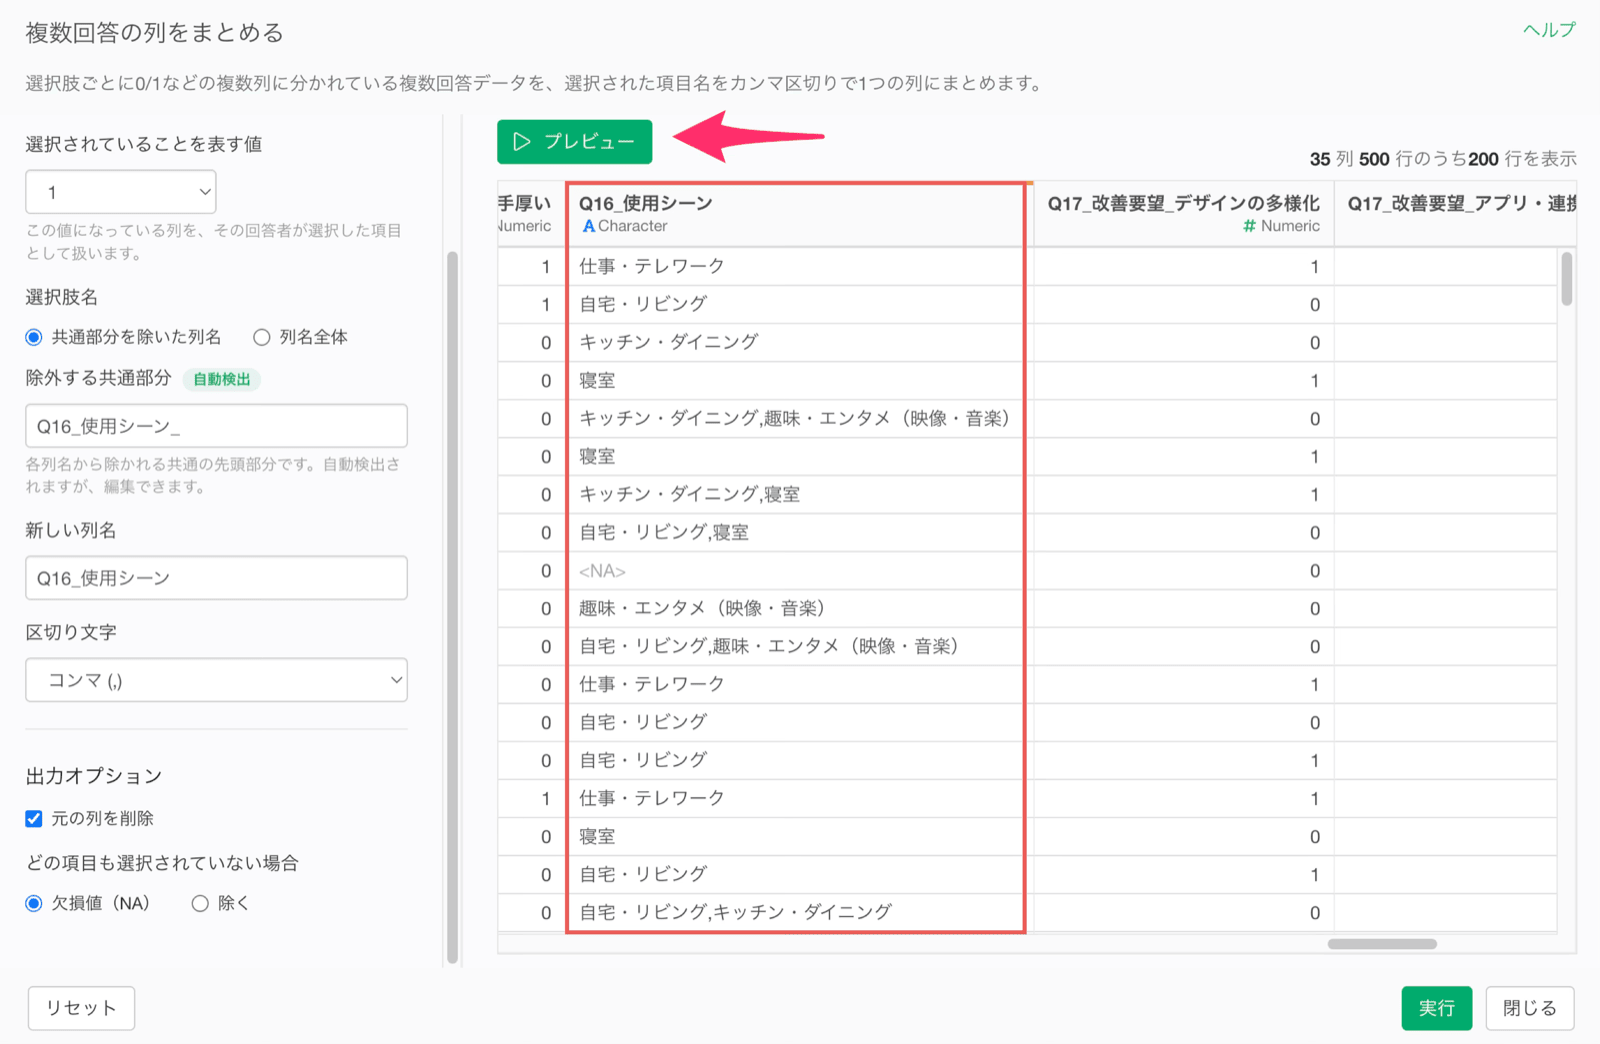 複数回答の列をまとめる
ヘルプ
選択肢ごとに0/1などの複数列に分かれている複数回答データを、選択された項目名をカンマ区切りで1つの列にまとめます。
選択されていることを表す値
1
この値になっている列を、その回答者が選択した項目
として扱います。
選択肢名
共通部分を除いた列名 列名全体
除外する共通部分 自動検出
Q16_使用シーン_
各列名から除かれる共通の先頭部分です。自動検出さ
れますが、編集できます。
新しい列名
Q16_使用シーン
区切り文字
コンマ (,)
出力オプション
元の列を削除
どの項目も選択されていない場合
欠損値（NA） 除く
リセット
プレビュー
35 列 500 行のうち200 行を表示
手厚い Q16_使用シーン Q17_改善要望_デザインの多様化 Q17_改善要望_アプリ・連携
Numeric A Character # Numeric
1 仕事・テレワーク 1
1 自宅・リビング 0
0 キッチン・ダイニング 0
0 寝室 1
0 キッチン・ダイニング,趣味・エンタメ（映像・音楽） 0
0 寝室 1
0 キッチン・ダイニング,寝室 1
0 自宅・リビング,寝室 0
0 <NA> 0
0 趣味・エンタメ（映像・音楽） 0
0 自宅・リビング,趣味・エンタメ（映像・音楽） 0
0 仕事・テレワーク 1
0 自宅・リビング 0
0 自宅・リビング 1
1 仕事・テレワーク 1
0 寝室 0
0 自宅・リビング 1
0 自宅・リビング,キッチン・ダイニング 0
実行 閉じる